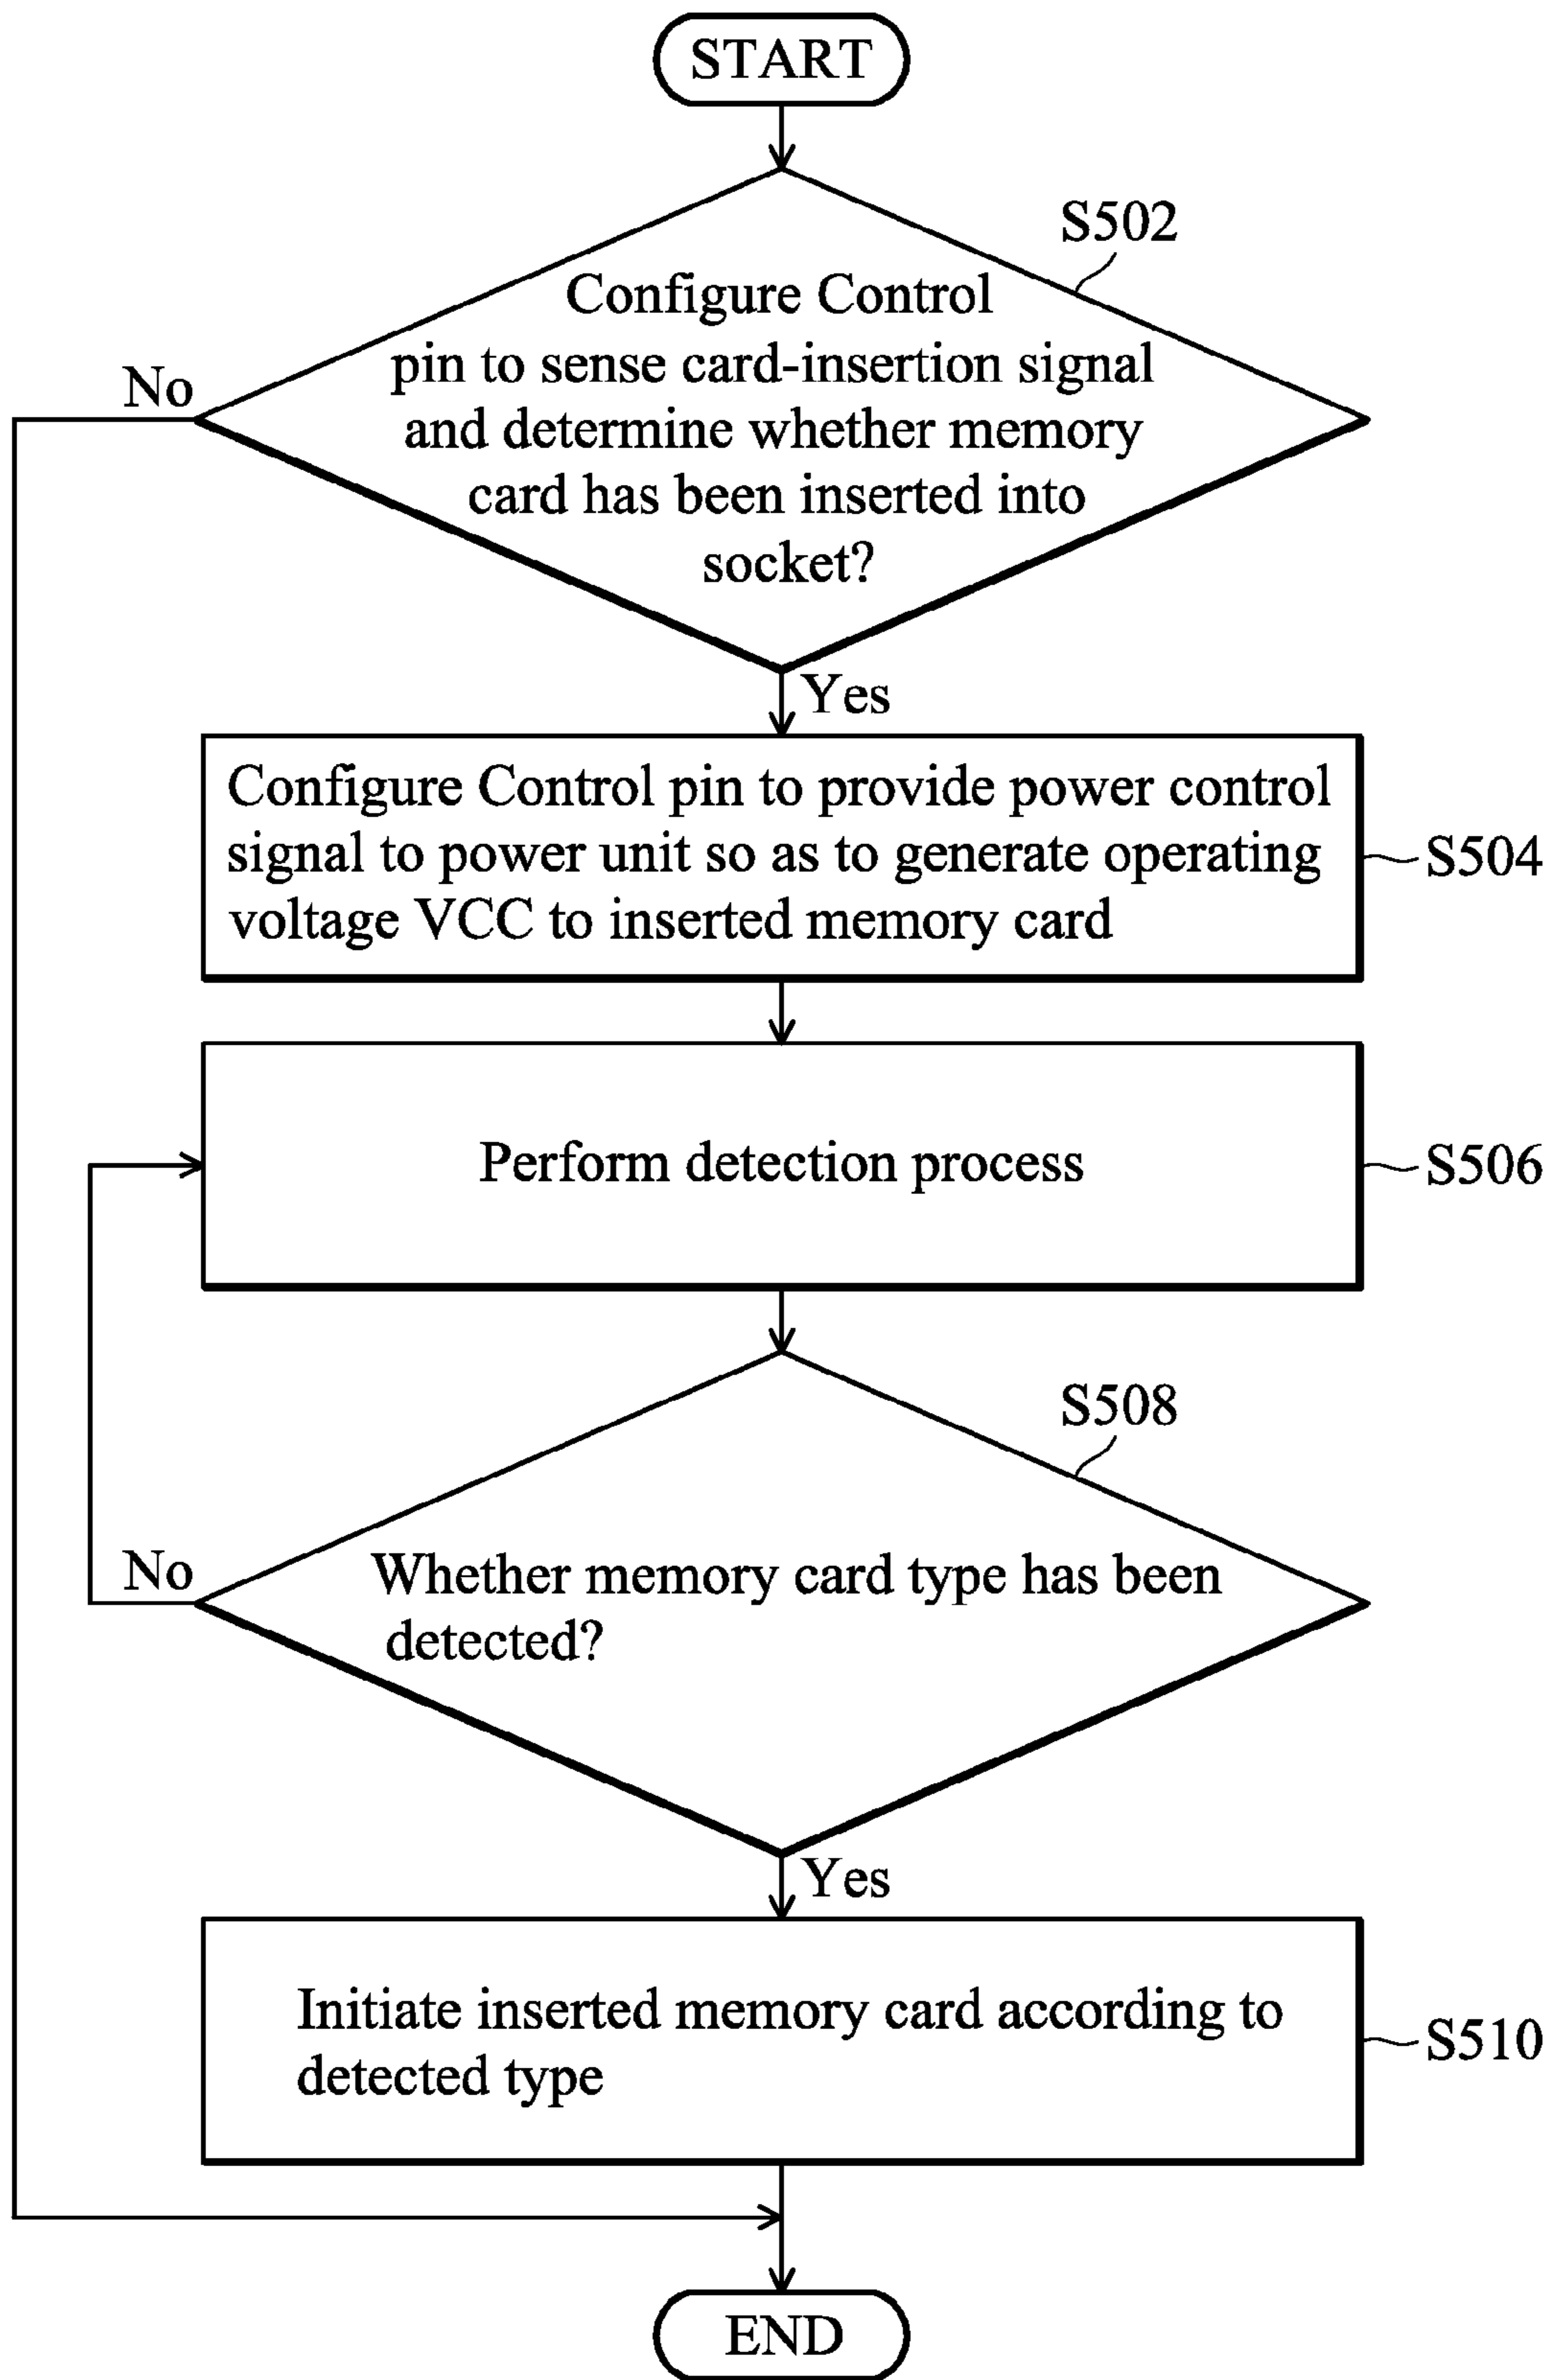 START
S502
Configure Control
pin to sense card-insertion signal
and determine whether memory
card has been inserted into
socket?
No
Yes
Configure Control pin to provide power control
signal to power unit so as to generate operating
voltage VCC to inserted memory card
S504
Perform detection process
S506
S508
Whether memory card type has been
detected?
No
Yes
Initiate inserted memory card according to
detected type
S510
END